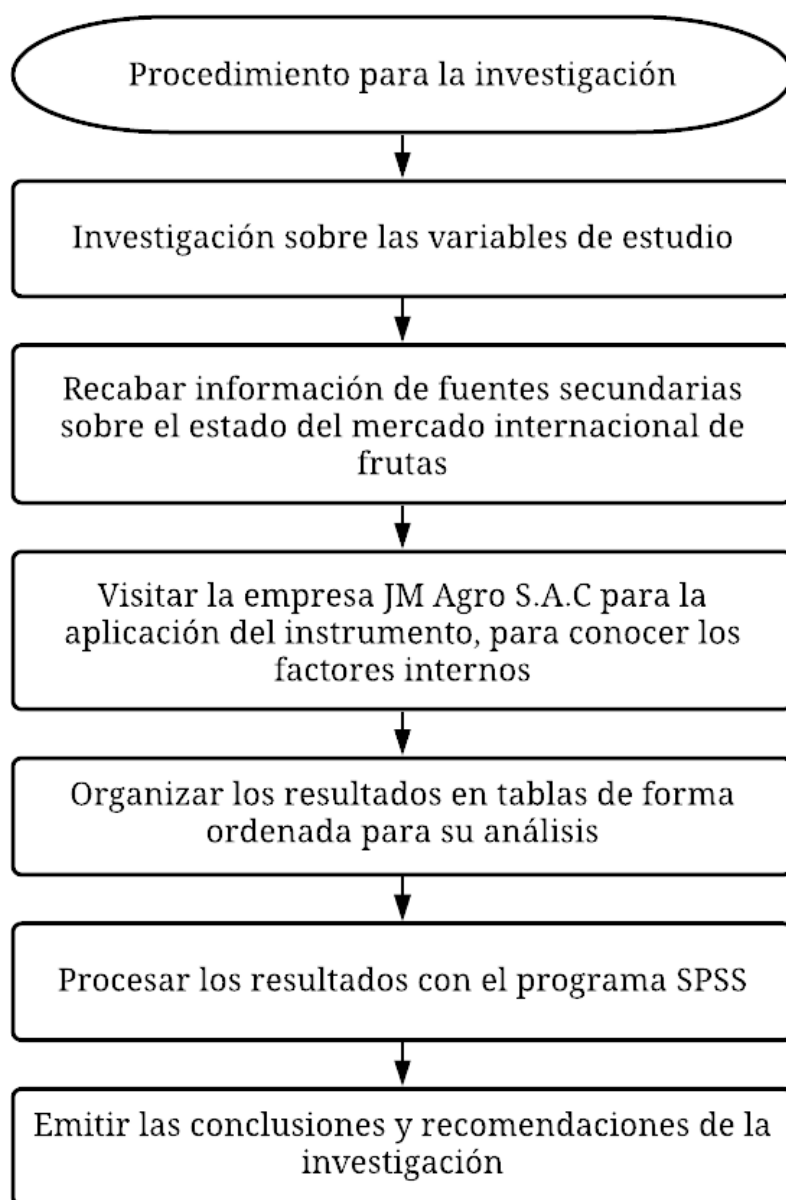 Procedimiento para la investigación
Investigación sobre las variables de estudio
Recabar información de fuentes secundarias
sobre el estado del mercado internacional de
frutas
Visitar la empresa JM Agro S.A.C para la
aplicación del instrumento, para conocer los
factores internos
Organizar los resultados en tablas de forma
ordenada para su análisis
Procesar los resultados con el programa SPSS
Emitir las conclusiones y recomendaciones de la
investigación